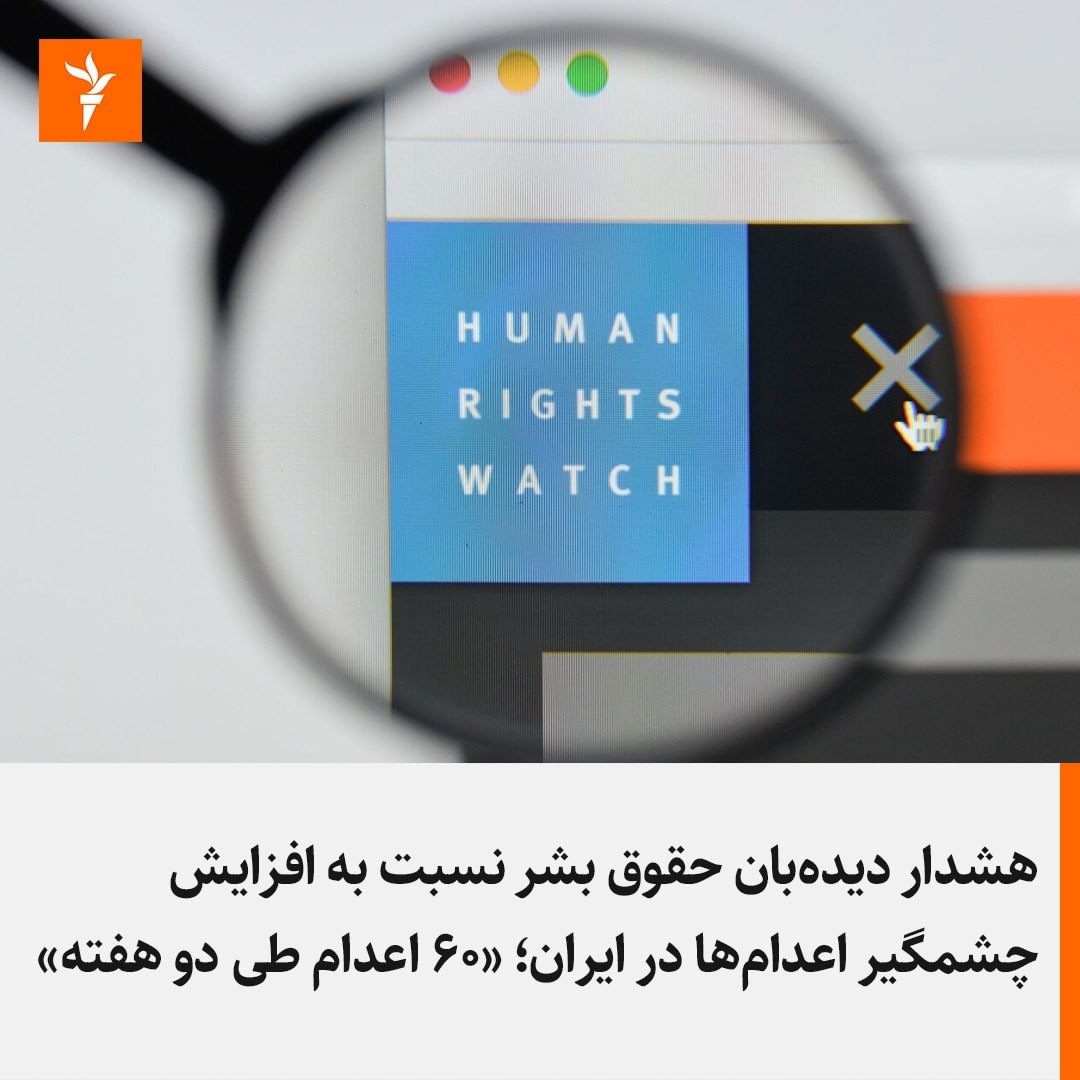 HUMAN
RIGHTS
WATCH
هشدار دیده‌بان حقوق بشر نسبت به افزایش
چشمگیر اعدام‌ها در ایران؛ «۶۰ اعدام طی دو هفته»